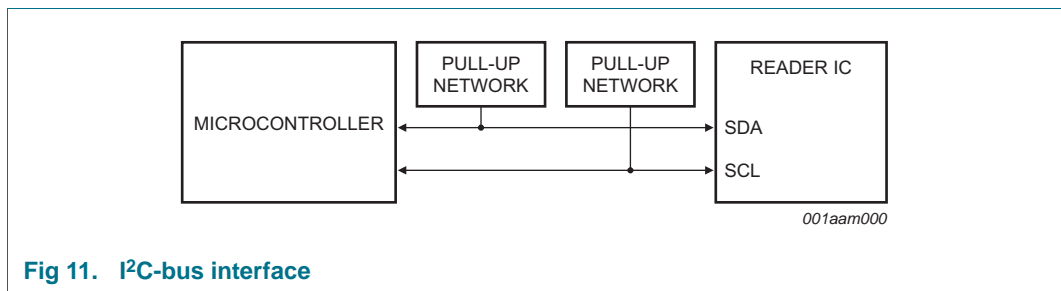 PULL-UP
NETWORK
PULL-UP
NETWORK
READER IC
MICROCONTROLLER
SDA
SCL
001aam000
Fig 11. I²C-bus interface